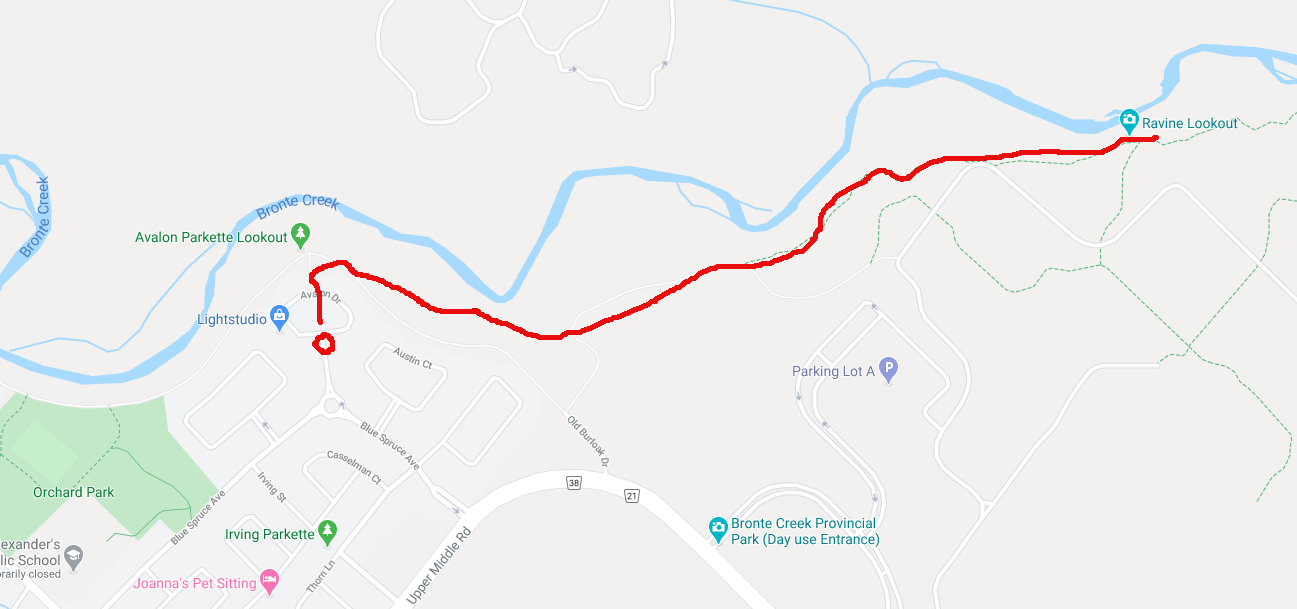 Ravine Lookout
Bronte Creek
Bronte Creek
Avalon Parkette Lookout
Avalon Dr
Lightstudio
Austin Ct
Parking Lot A
P
Old Burloak Dr
Blue Spruce Ave
Casselman Ct
Irving St
38
21
Orchard Park
Blue Spruce Ave
Irving Parkette
Bronte Creek Provincial
Park (Day use Entrance)
exander's
lic School
orarily closed
Joanna's Pet Sitting
Thorn Ln
Upper Middle Rd